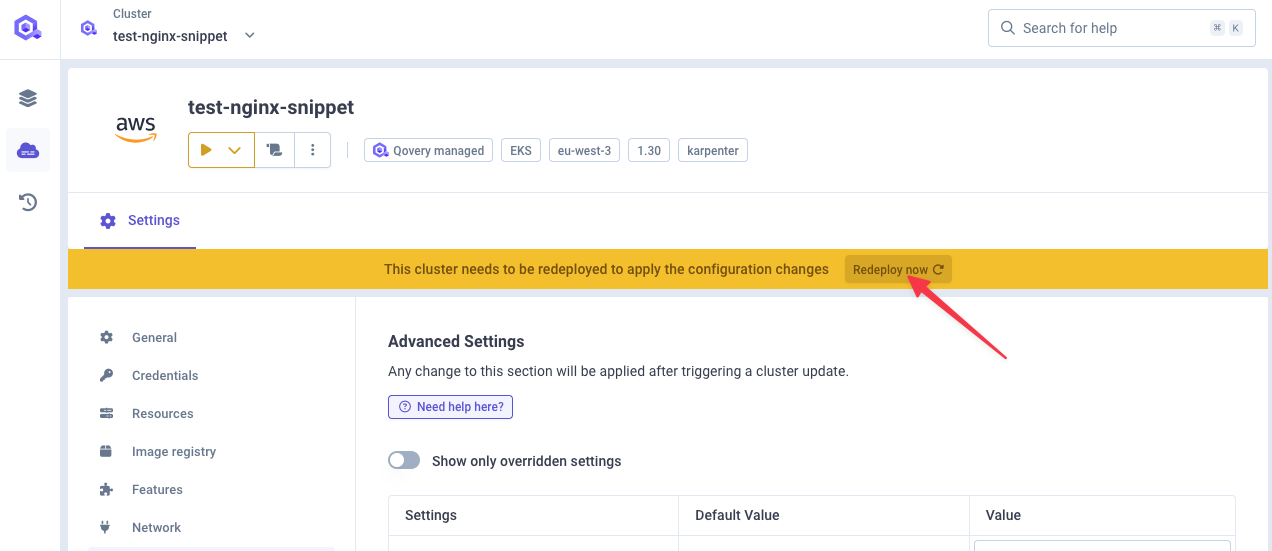 Cluster
test-nginx-snippet
Search for help
⌘ K
aws
test-nginx-snippet
Qovery managed
EKS
eu-west-3
1.30
karpenter
Settings
This cluster needs to be redeployed to apply the configuration changes
Redeploy now
General
Credentials
Resources
Image registry
Features
Network
Advanced Settings
Any change to this section will be applied after triggering a cluster update.
Need help here?
Show only overridden settings
Settings
Default Value
Value